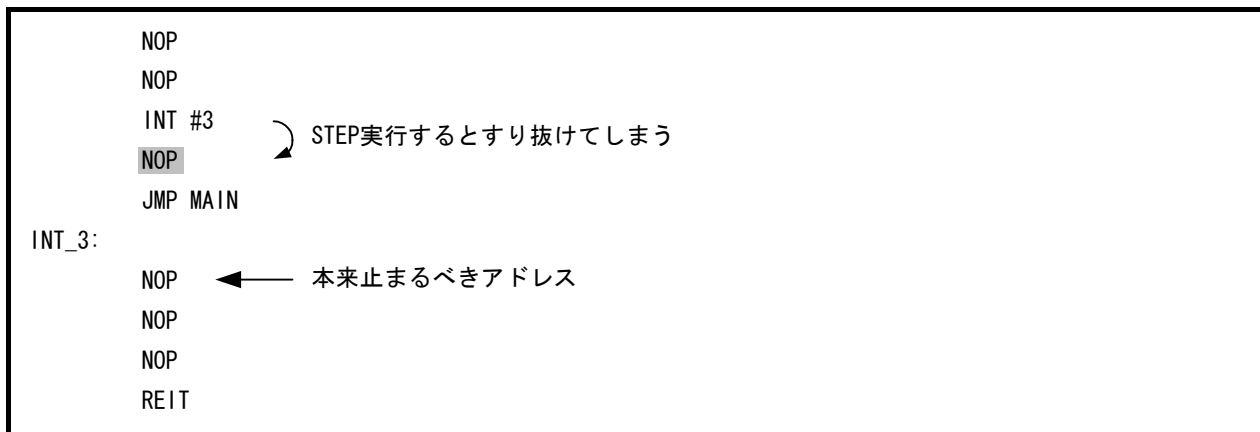 NOP
NOP
INT #3
STEP実行するとすり抜けてしまう
NOP
JMP MAIN
INT_3:
NOP 本来止まるべきアドレス
NOP
NOP
REIT